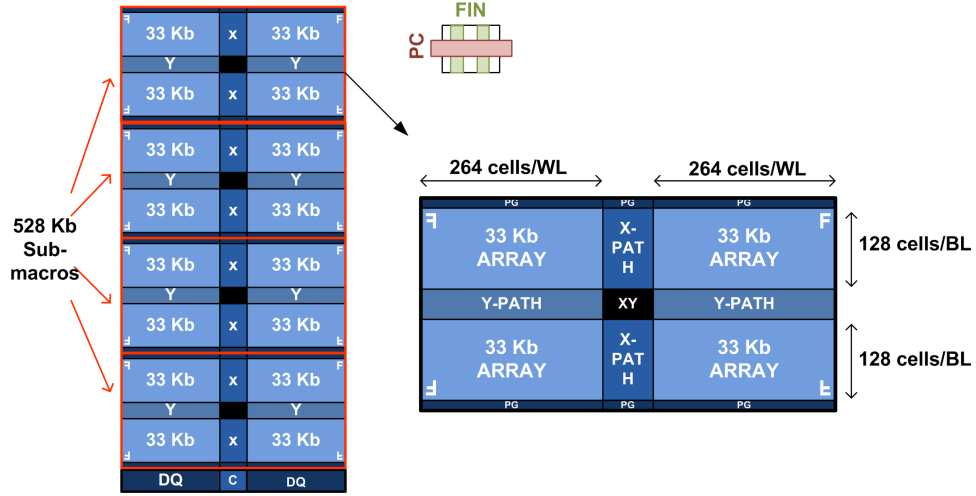 FIN
PC
33 Kb x 33 Kb
Y Y
33 Kb x 33 Kb
33 Kb x 33 Kb
Y Y
33 Kb x 33 Kb
33 Kb x 33 Kb
Y Y
33 Kb x 33 Kb
33 Kb x 33 Kb
Y Y
33 Kb x 33 Kb
DQ C DQ
528 Kb
Sub-
macros
264 cells/WL 264 cells/WL
PG PG PG
F F
33 Kb
ARRAY
X-
PAT
H
33 Kb
ARRAY
128 cells/BL
Y-PATH XY Y-PATH
33 Kb
ARRAY
X-
PAT
H
33 Kb
ARRAY
128 cells/BL
F F
PG PG PG